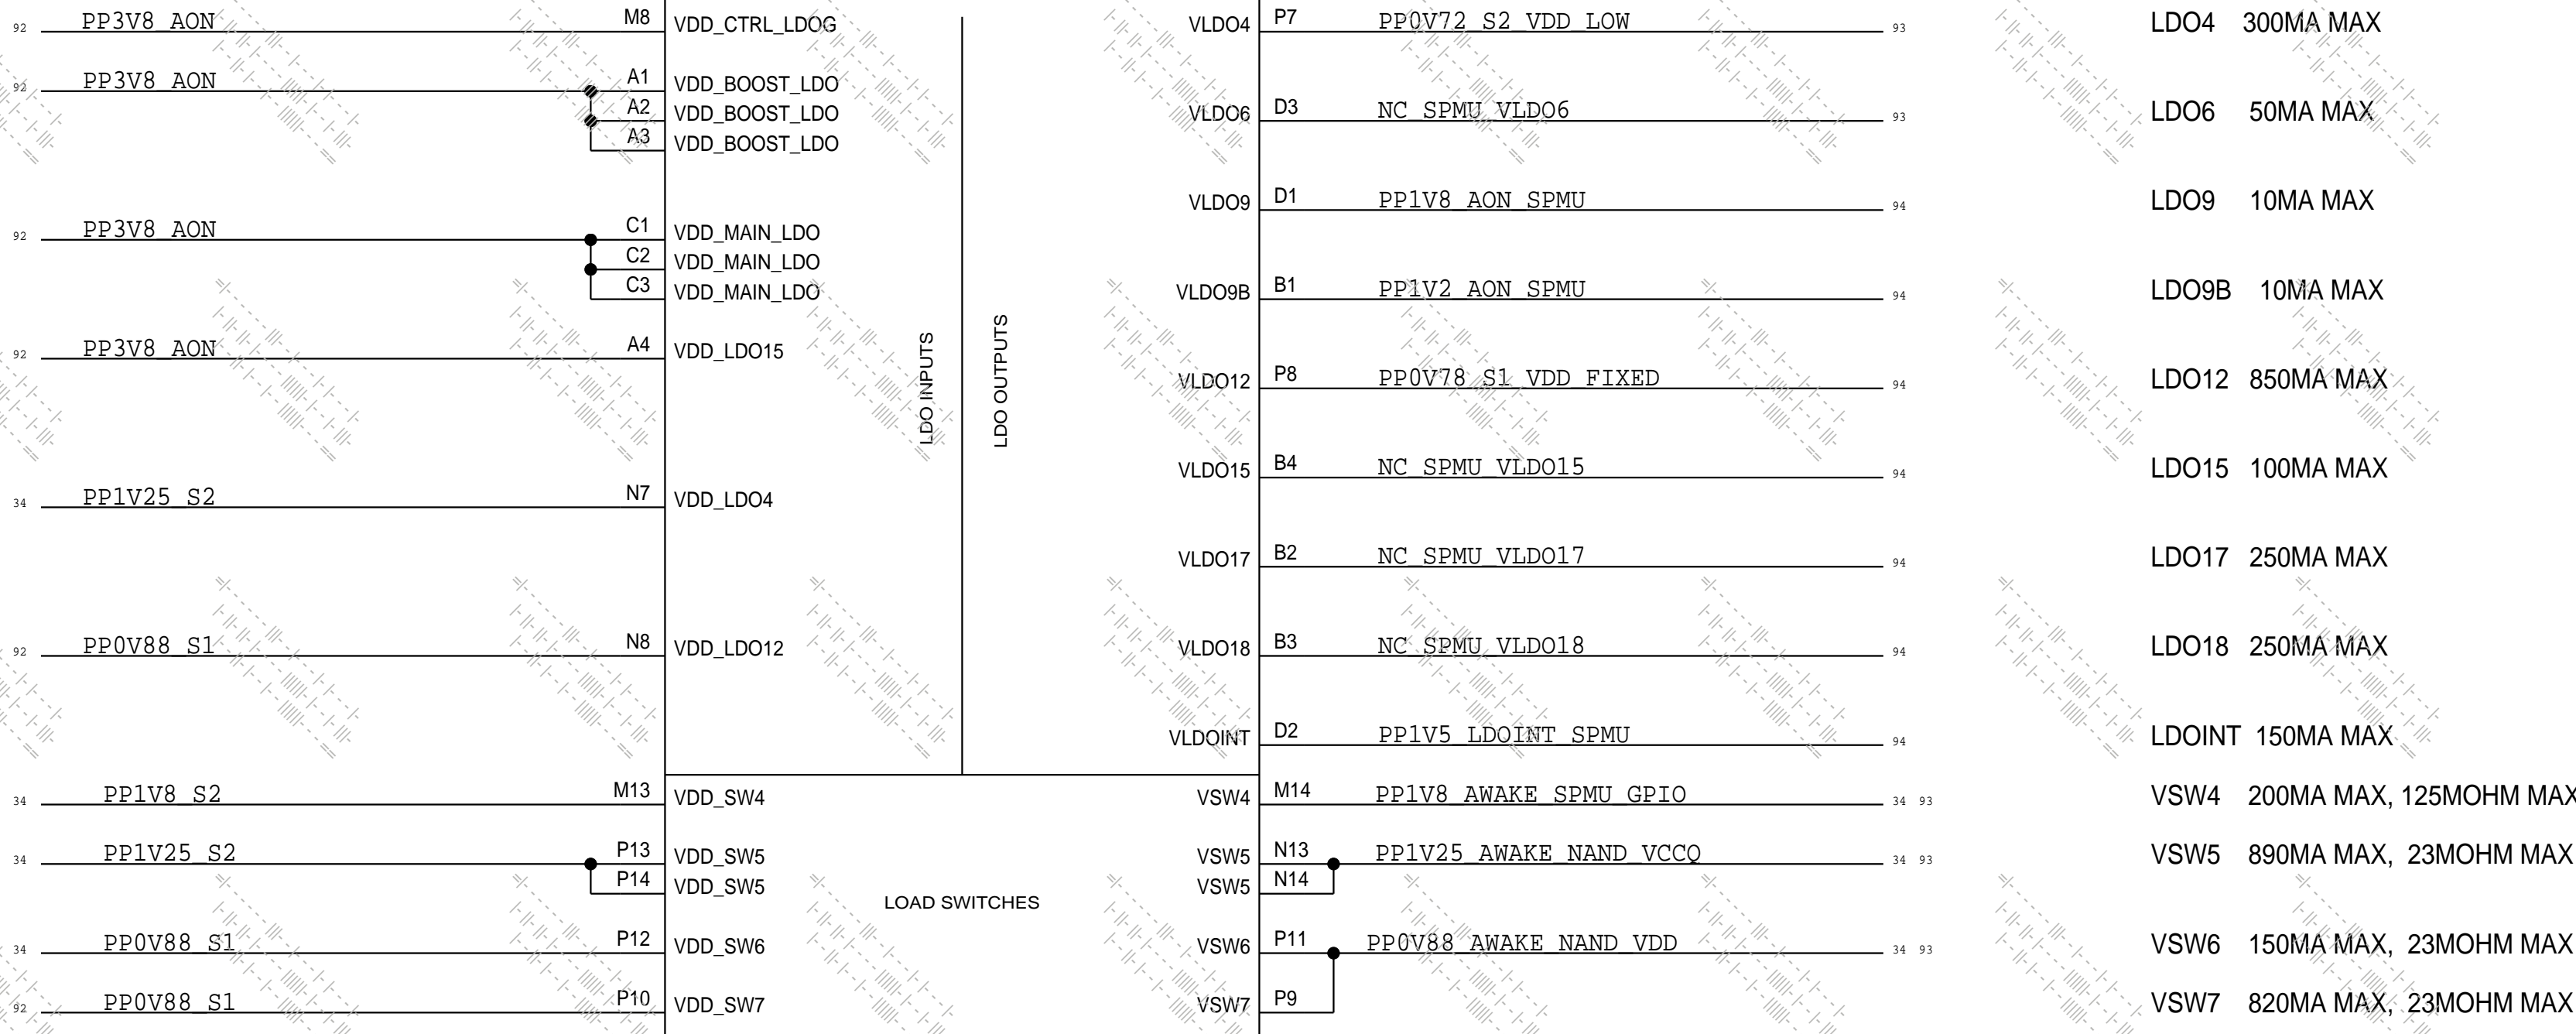 92 PP3V8_AON M8 VDD_CTRL_LDOG VLDO4 P7 PP0V72_S2_VDD_LOW 93 LDO4 300MA MAX
92 PP3V8_AON A1 VDD_BOOST_LDO
A2 VDD_BOOST_LDO VLDO6 D3 NC_SPMU_VLDO6 93 LDO6 50MA MAX
A3 VDD_BOOST_LDO
VLDO9 D1 PP1V8_AON_SPMU 94 LDO9 10MA MAX
92 PP3V8_AON C1 VDD_MAIN_LDO
C2 VDD_MAIN_LDO
C3 VDD_MAIN_LDO VLDO9B B1 PP1V2_AON_SPMU 94 LDO9B 10MA MAX
92 PP3V8_AON A4 VDD_LDO15
LDO INPUTS
LDO OUTPUTS
VLDO12 P8 PP0V78_S1_VDD_FIXED 94 LDO12 850MA MAX
VLDO15 B4 NC_SPMU_VLDO15 94 LDO15 100MA MAX
34 PP1V25_S2 N7 VDD_LDO4
VLDO17 B2 NC_SPMU_VLDO17 94 LDO17 250MA MAX
92 PP0V88_S1 N8 VDD_LDO12 VLDO18 B3 NC_SPMU_VLDO18 94 LDO18 250MA MAX
VLDOINT D2 PP1V5_LDOINT_SPMU 94 LDOINT 150MA MAX
34 PP1V8_S2 M13 VDD_SW4 VSW4 M14 PP1V8_AWAKE_SPMU_GPIO 34 93 VSW4 200MA MAX, 125MOHM MAX
34 PP1V25_S2 P13 VDD_SW5 VSW5 N13 PP1V25_AWAKE_NAND_VCCQ 34 93 VSW5 890MA MAX, 23MOHM MAX
P14 VDD_SW5 VSW5 N14
LOAD SWITCHES
34 PP0V88_S1 P12 VDD_SW6 VSW6 P11 PP0V88_AWAKE_NAND_VDD 34 93 VSW6 150MA MAX, 23MOHM MAX
92 PP0V88_S1 P10 VDD_SW7 VSW7 P9 VSW7 820MA MAX, 23MOHM MAX